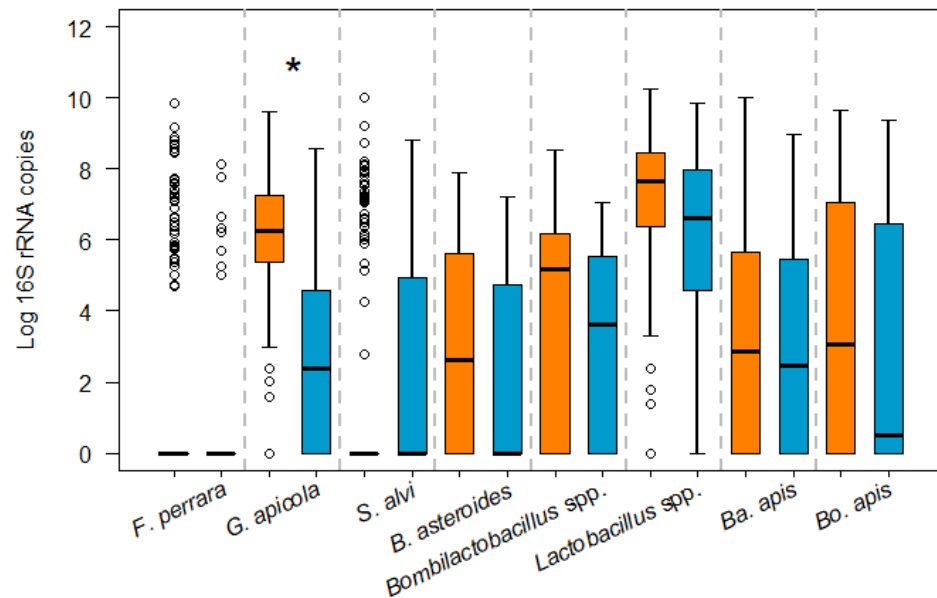 12
10
8
6
4
2
0
Log 16S rRNA copies
*
F. perrara
G. apicola
S. alvi
B. asteroides
Bombilactobacillus spp.
Lactobacillus spp.
Ba. apis
Bo. apis